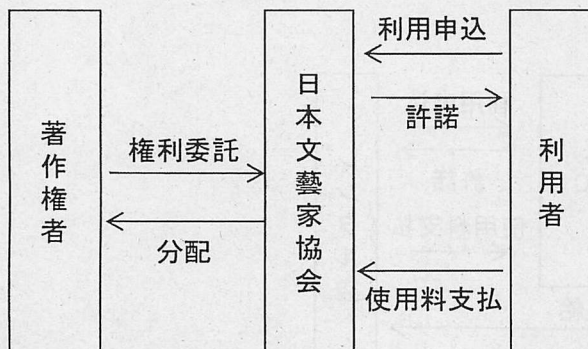 著作権者
権利委託
分配
日本文藝家協会
利用申込
許諾
使用料支払
利用者